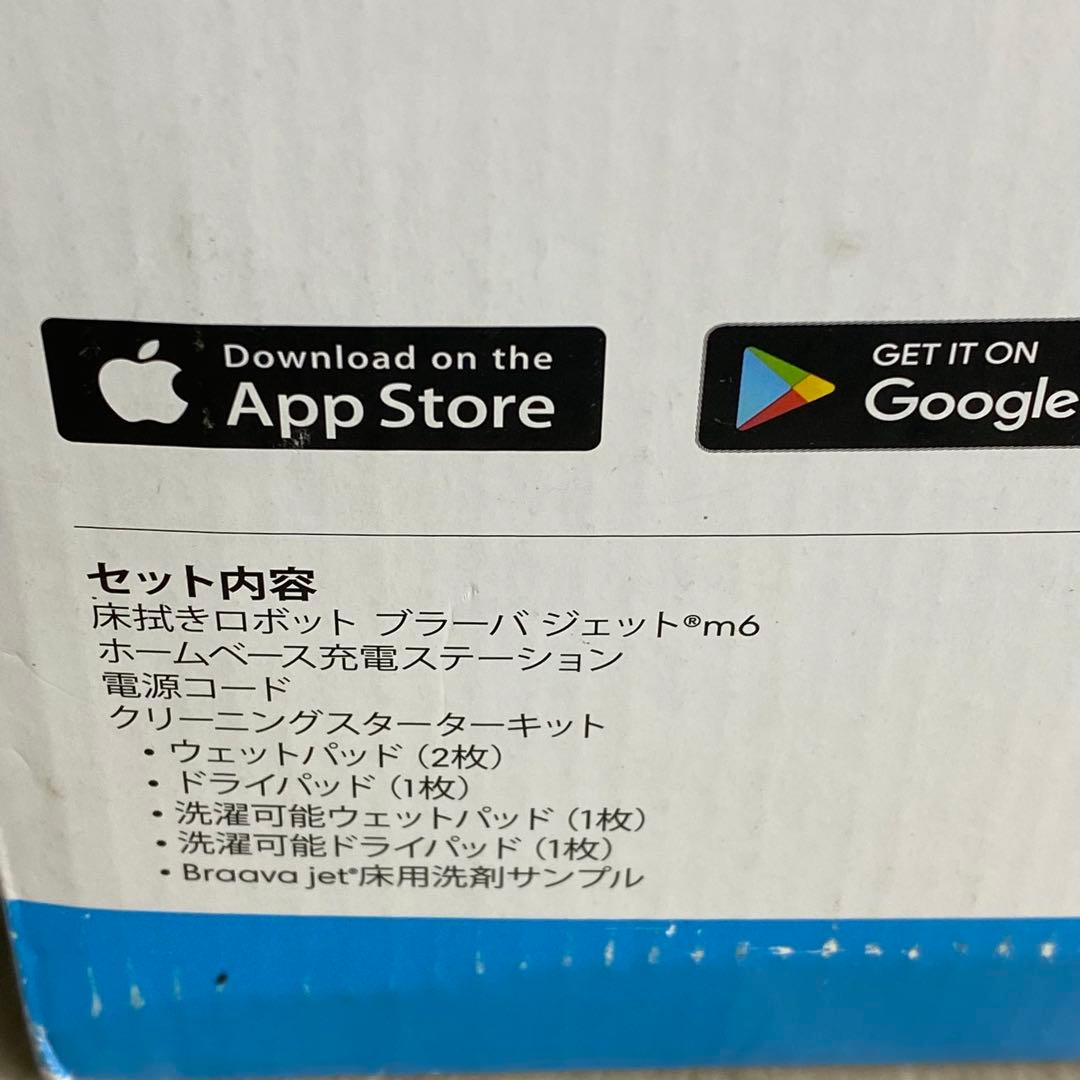 Download on the
App Store
GET IT ON
Google
セット内容
床拭きロボット ブラーバ ジェット®m6
ホームベース充電ステーション
電源コード
クリーニングスターターキット
• ウェットパッド（2枚）
• ドライパッド（1枚）
• 洗濯可能ウェットパッド（1枚）
• 洗濯可能ドライパッド（1枚）
• Braava jet®床用洗剤サンプル